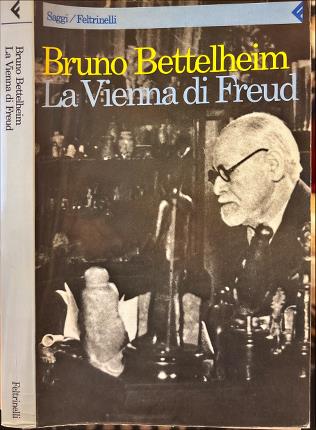 Saggi/Feltrinelli
Bruno Bettelheim
La Vienna di Freud
Bruno Bettelheim
La Vienna di Freud
Feltrinelli